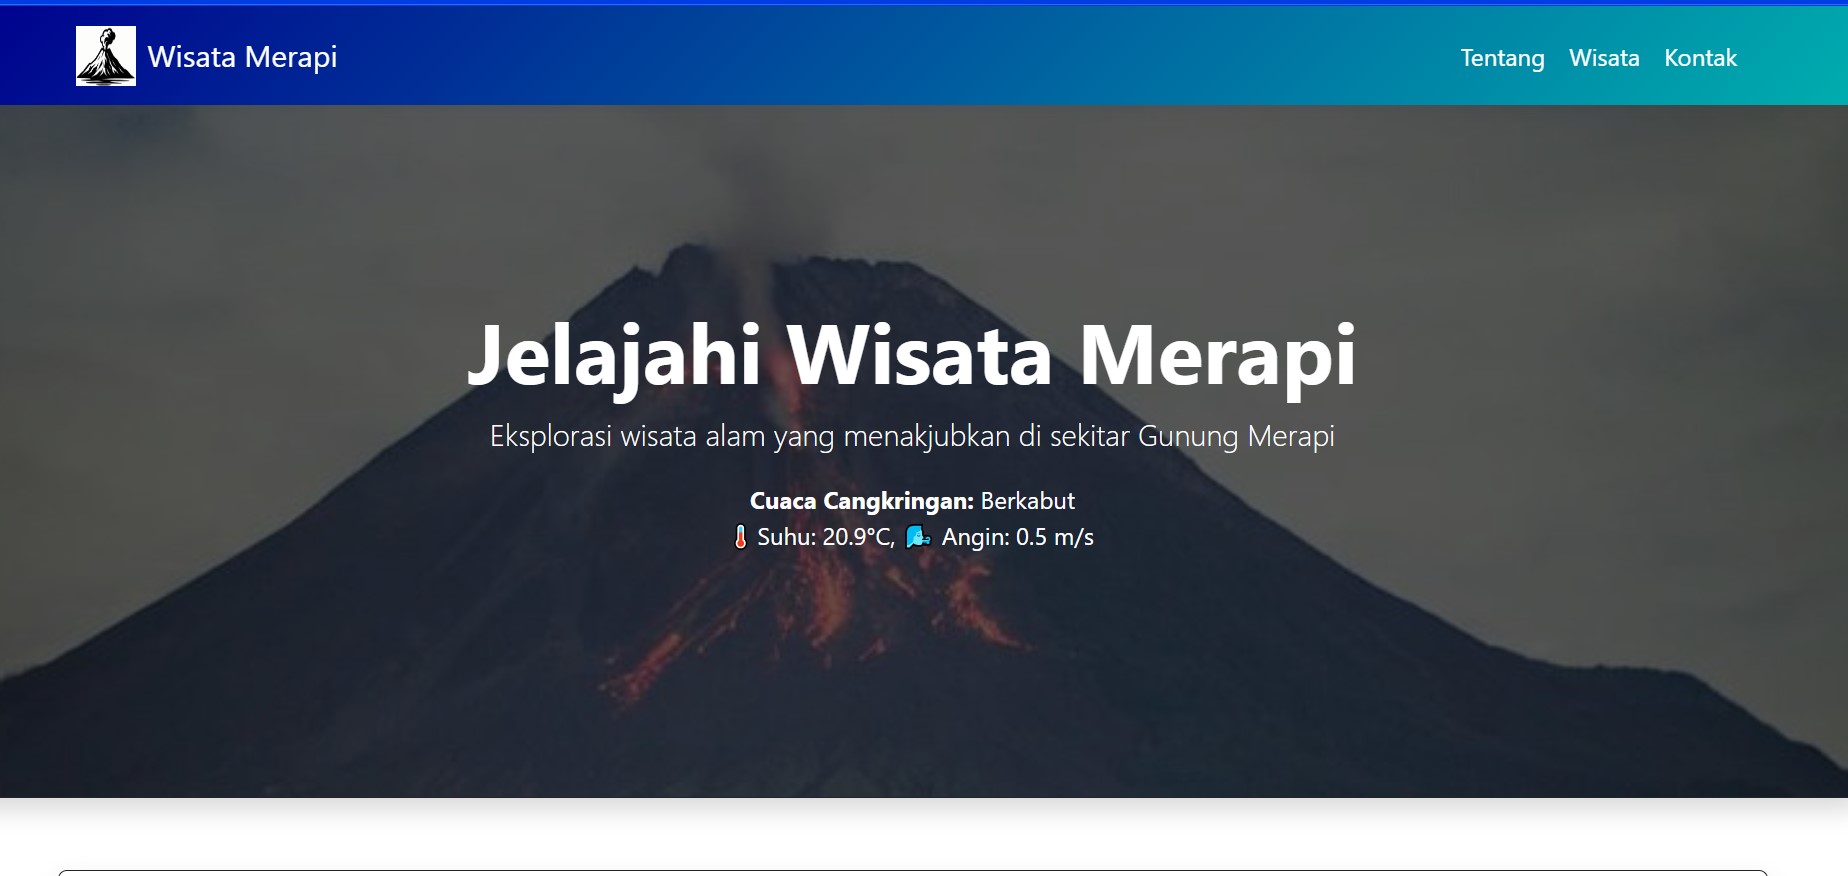 Wisata Merapi
Tentang Wisata Kontak
Jelajahi Wisata Merapi
Eksplorasi wisata alam yang menakjubkan di sekitar Gunung Merapi
Cuaca Cangkringan: Berkabut
🌡️ Suhu: 20.9°C, 🌬️ Angin: 0.5 m/s